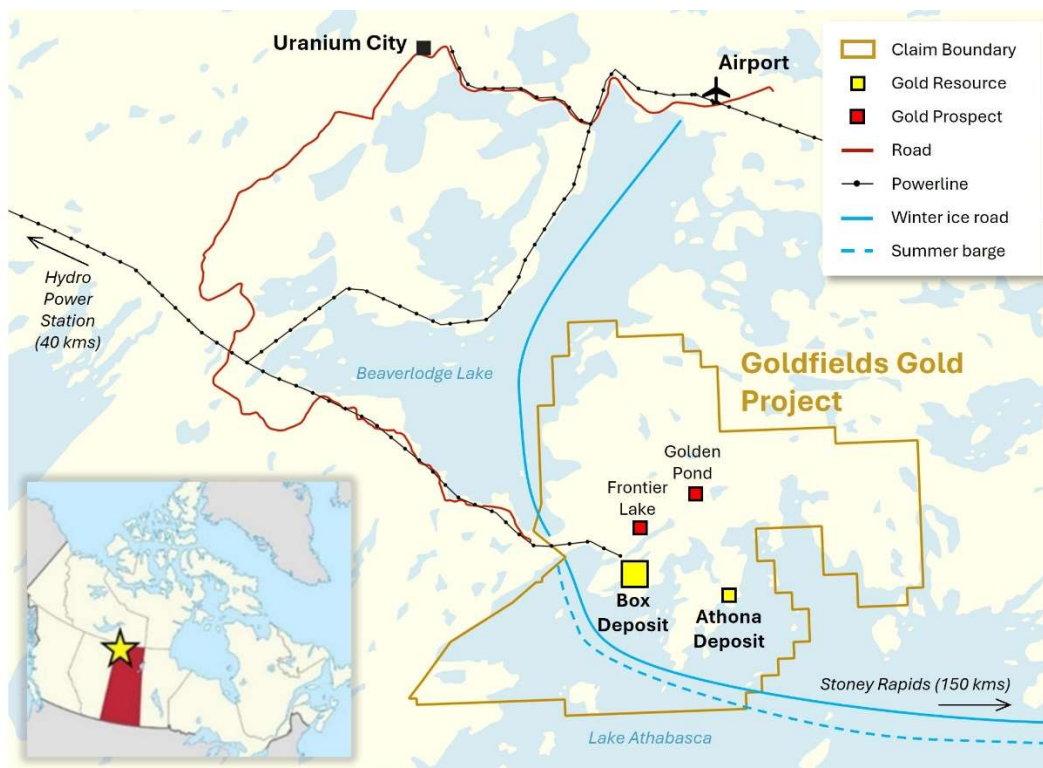 Uranium City
Airport
Claim Boundary
Gold Resource
Gold Prospect
Road
Powerline
Winter ice road
Summer barge
Hydro
Power
Station
(40 kms)
Beaverlodge Lake
Goldfields Gold
Project
Golden
Pond
Frontier
Lake
Box
Deposit
Athona
Deposit
Stoney Rapids (150 kms)
Lake Athabasca